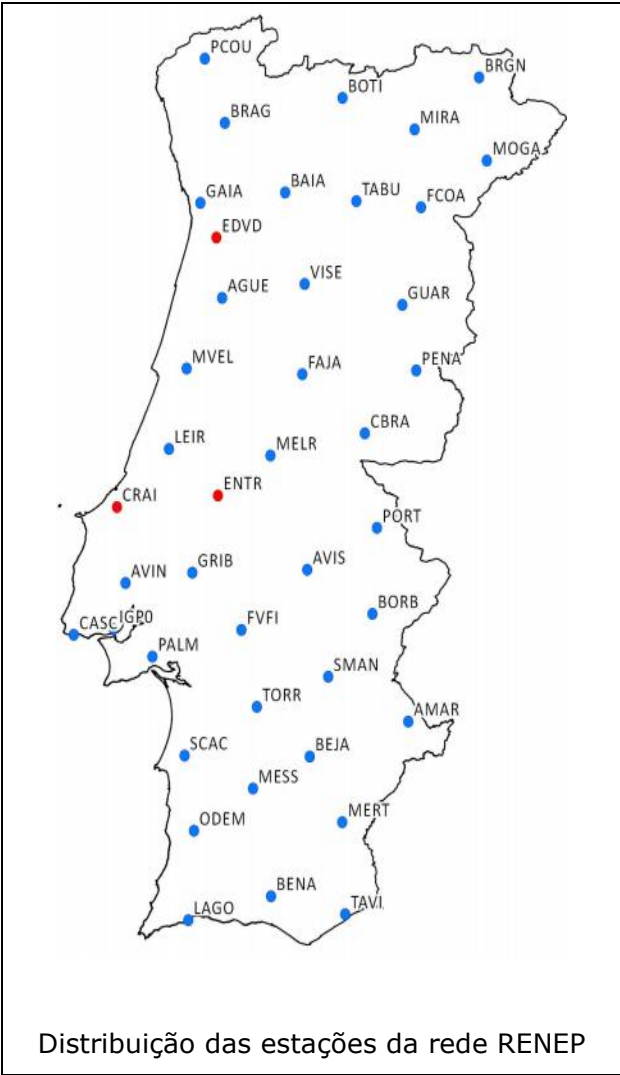 PCOU
BRGN
BOTI
BRAG
MIRA
MOGA
BAIA
TABU
GAIA
FCOA
EDVD
VISE
AGUE
GUAR
MVEL
FAJA
PENA
CBRA
LEIR
MELR
ENTR
CRAI
PORT
GRIB
AVIS
AVIN
BORB
CASC
IGP0
FVFI
PALM
SMAN
TORR
AMAR
SCAC
BEJA
MESS
MERT
ODEM
BENA
TAVI
LAGO
Distribuição das estações da rede RENEP